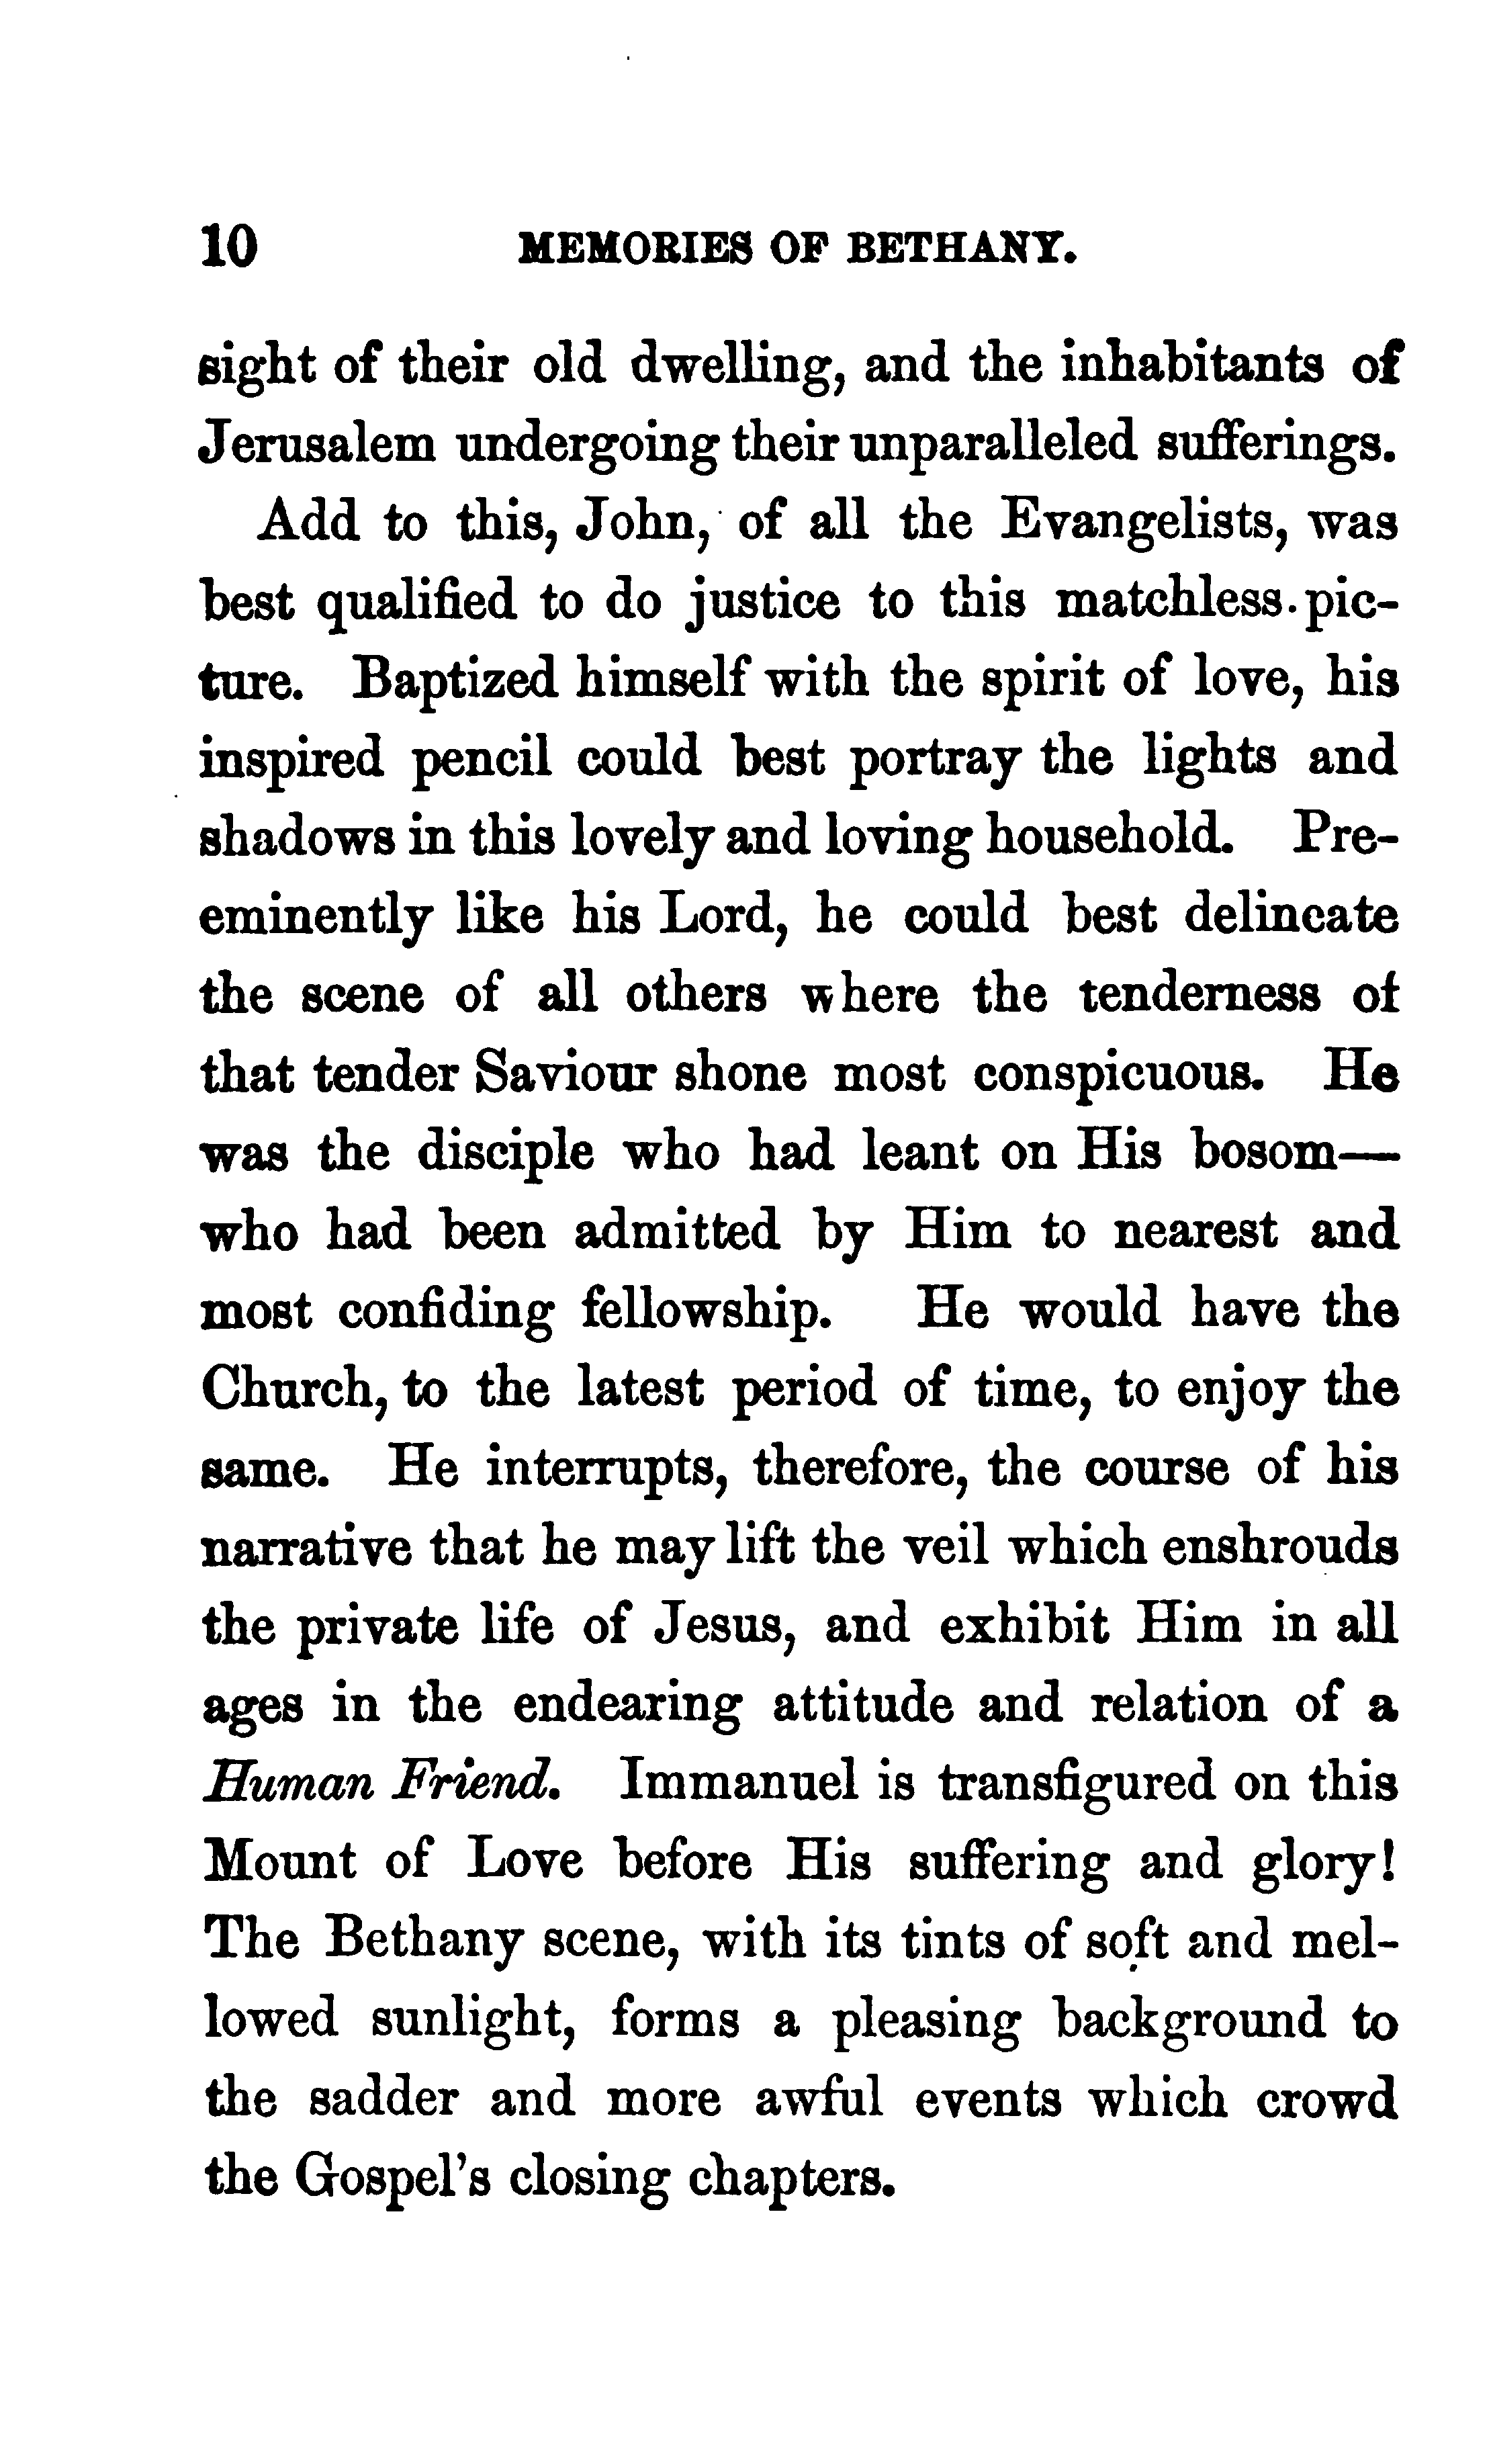 10 MEMORIES OF BETHANY.
sight of their old dwelling, and the inhabitants of
Jerusalem undergoing their unparalleled sufferings.
Add to this, John, of all the Evangelists, was
best qualified to do justice to this matchless pic-
ture. Baptized himself with the spirit of love, his
inspired pencil could best portray the lights and
shadows in this lovely and loving household. Pre-
eminently like his Lord, he could best delineate
the scene of all others where the tenderness of
that tender Saviour shone most conspicuous. He
was the disciple who had leant on His bosom—
who had been admitted by Him to nearest and
most confiding fellowship. He would have the
Church, to the latest period of time, to enjoy the
same. He interrupts, therefore, the course of his
narrative that he may lift the veil which enshrouds
the private life of Jesus, and exhibit Him in all
ages in the endearing attitude and relation of a
Human Friend. Immanuel is transfigured on this
Mount of Love before His suffering and glory!
The Bethany scene, with its tints of soft and mel-
lowed sunlight, forms a pleasing background to
the sadder and more awful events which crowd
the Gospel's closing chapters.